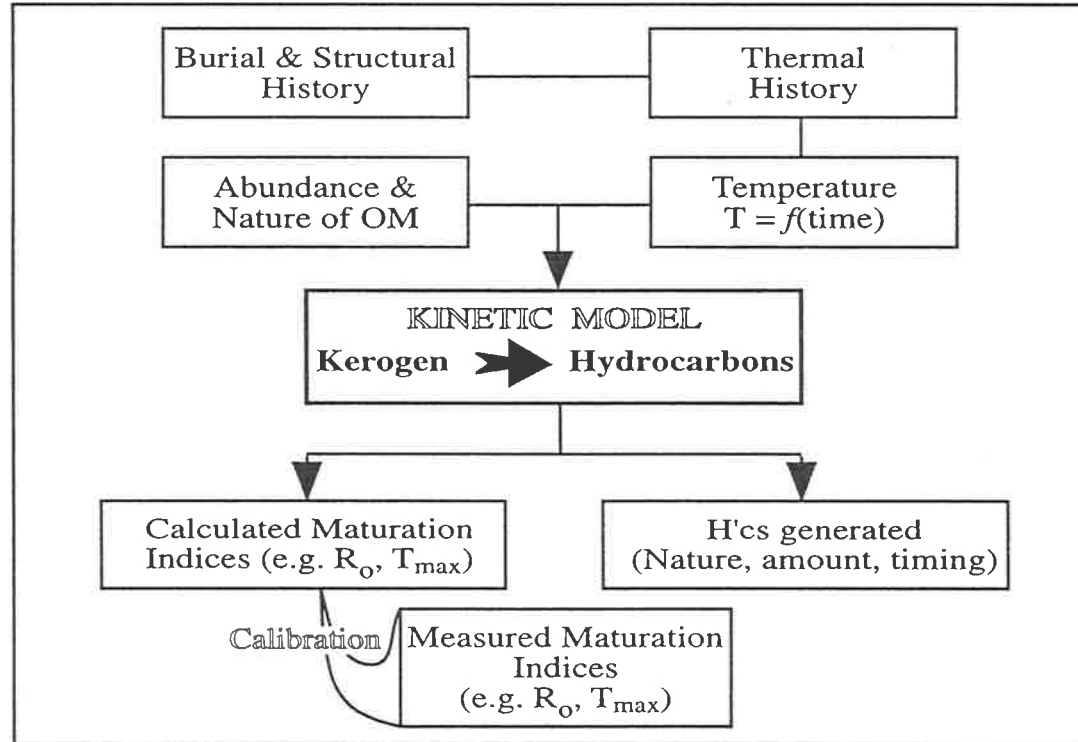 Burial & Structural
History
Thermal
History
Abundance &
Nature of OM
Temperature
T = f(time)
KINETIC MODEL
Kerogen Hydrocarbons
Calculated Maturation
Indices (e.g. Ro, Tmax)
H'cs generated
(Nature, amount, timing)
Calibration
Measured Maturation
Indices
(e.g. Ro, Tmax)